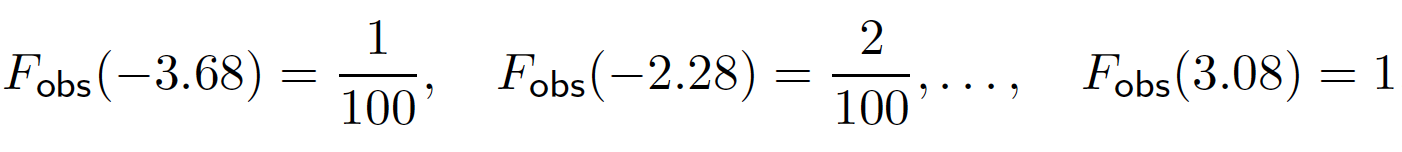 F_obs(−3.68) = 1/100, F_obs(−2.28) = 2/100, . . . , F_obs(3.08) = 1